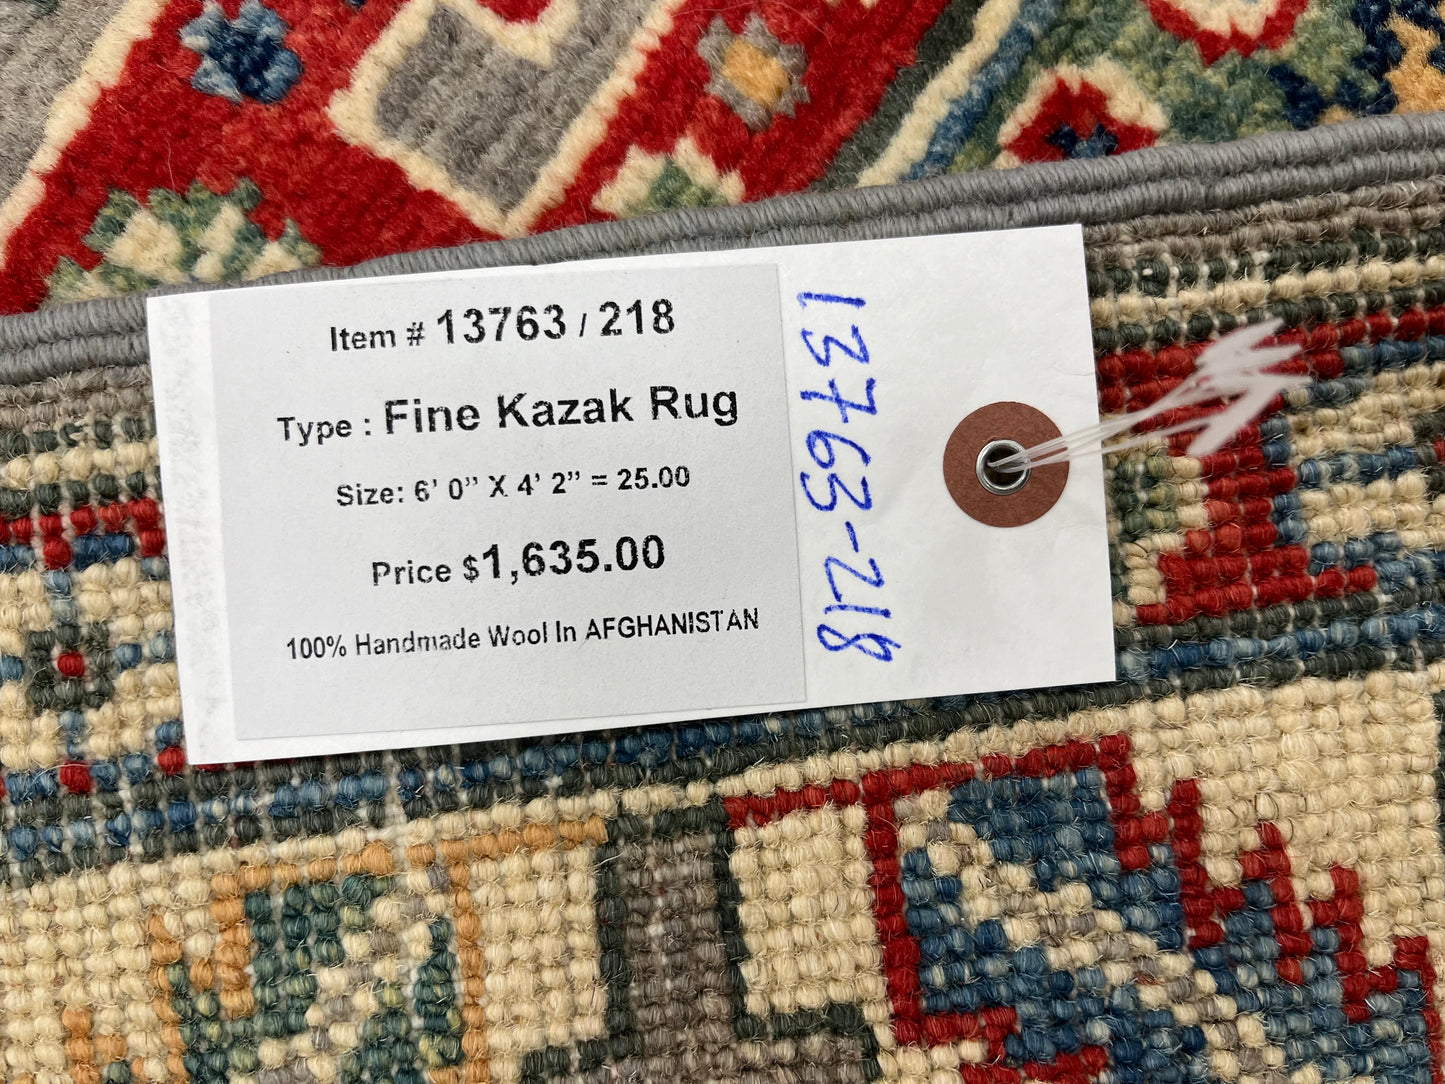 Item # 13763 / 218
Type : Fine Kazak Rug
Size: 6' 0" X 4' 2" = 25.00
Price $1,635.00
100% Handmade Wool In AFGHANISTAN
13763-218